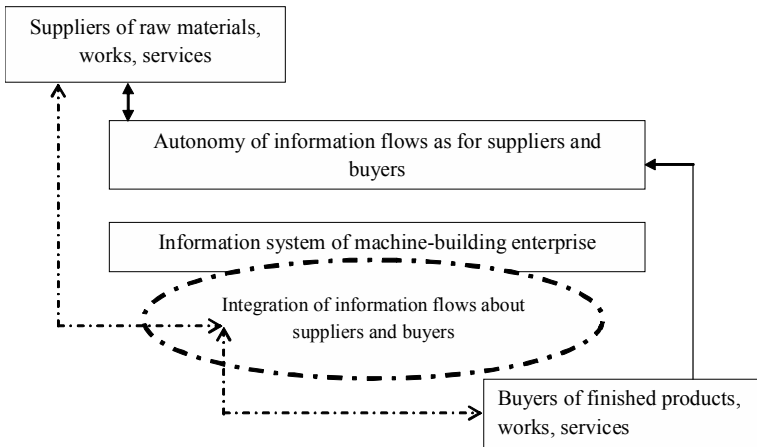 Suppliers of raw materials,
works, services
Autonomy of information flows as for suppliers and
buyers
Information system of machine-building enterprise
Integration of information flows about
suppliers and buyers
Buyers of finished products,
works, services